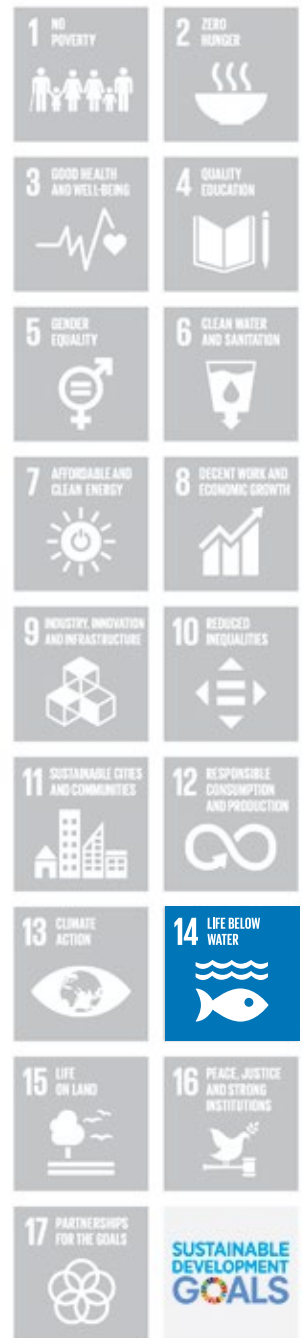 1 NO
POVERTY
2 ZERO
HUNGER
3 GOOD HEALTH
AND WELL-BEING
4 QUALITY
EDUCATION
5 GENDER
EQUALITY
6 CLEAN WATER
AND SANITATION
7 AFFORDABLE AND
CLEAN ENERGY
8 DECENT WORK AND
ECONOMIC GROWTH
9 INDUSTRY, INNOVATION
AND INFRASTRUCTURE
10 REDUCED
INEQUALITIES
11 SUSTAINABLE CITIES
AND COMMUNITIES
12 RESPONSIBLE
CONSUMPTION
AND PRODUCTION
13 CLIMATE
ACTION
14 LIFE BELOW
WATER
15 LIFE
ON LAND
16 PEACE, JUSTICE
AND STRONG
INSTITUTIONS
17 PARTNERSHIPS
FOR THE GOALS
SUSTAINABLE
DEVELOPMENT
GOALS